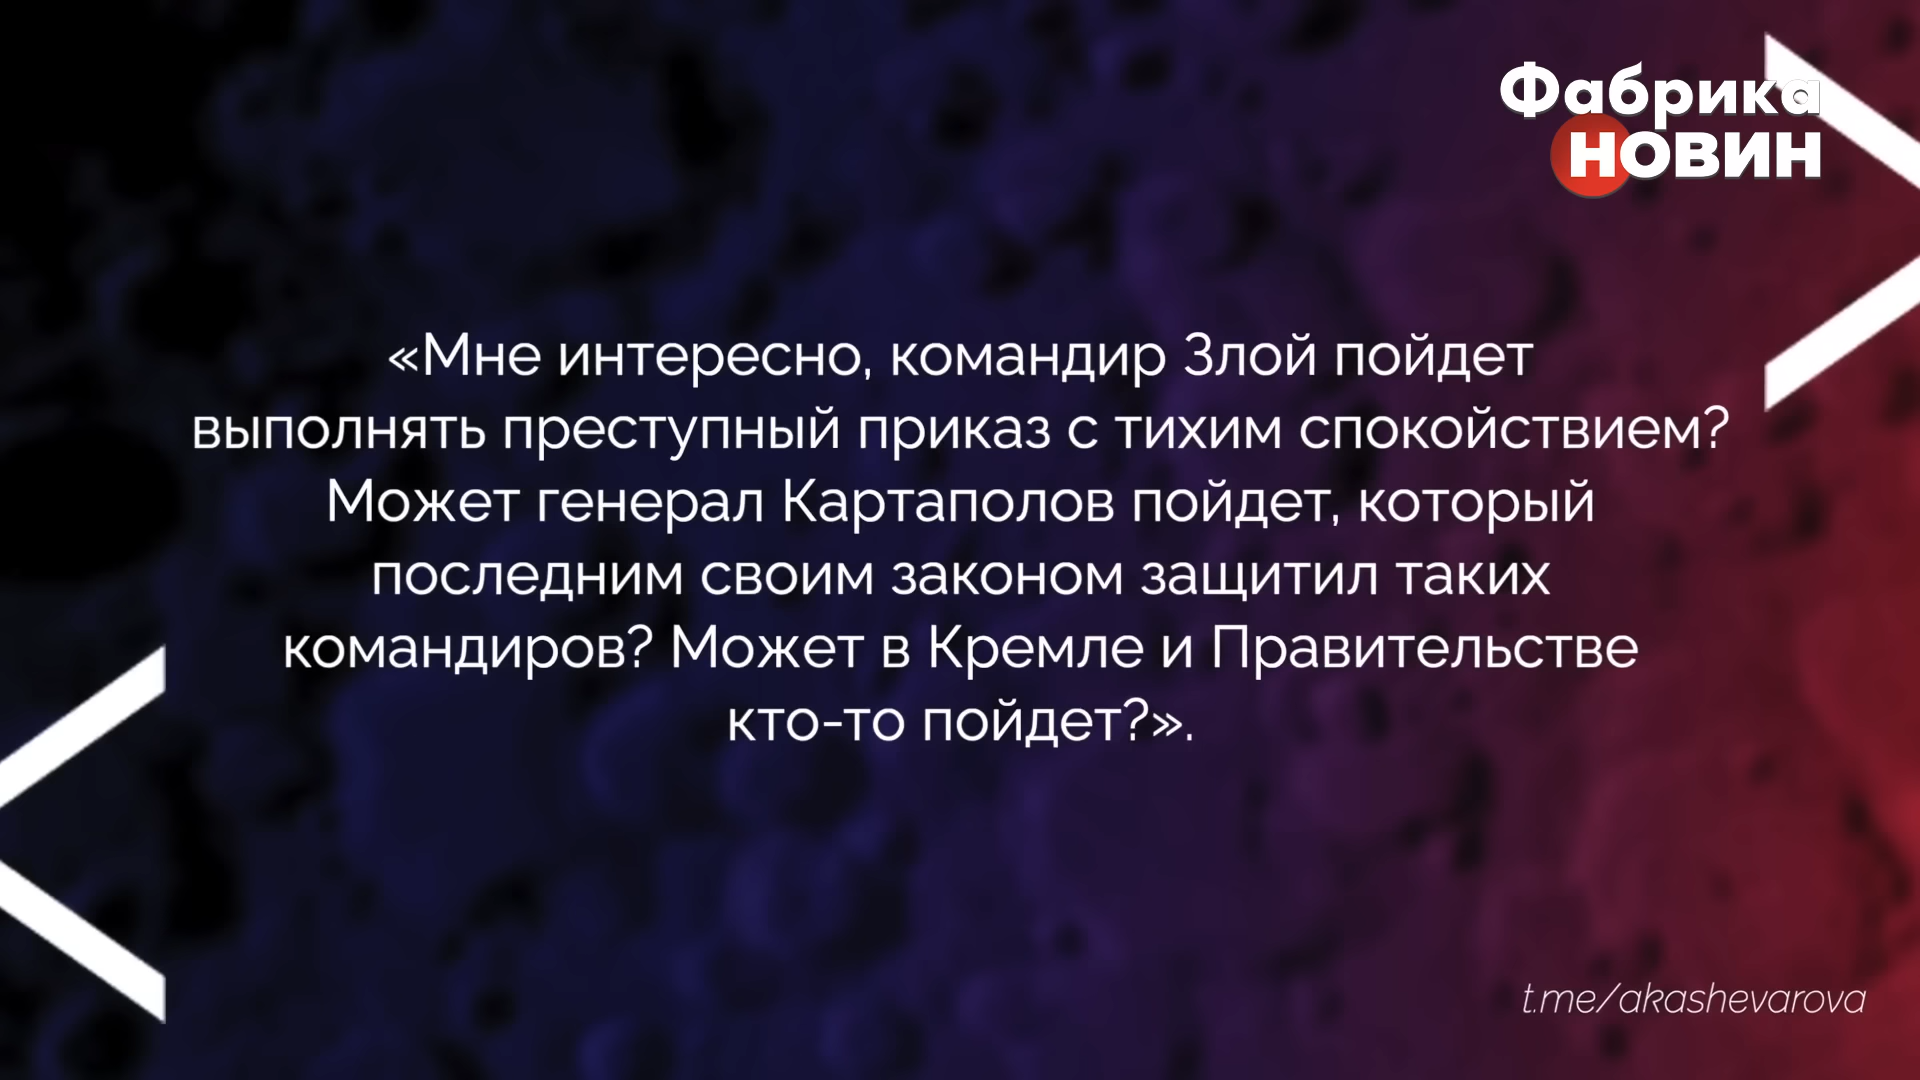 Фабрика
новин
«Мне интересно, командир Злой пойдет
выполнять преступный приказ с тихим спокойствием?
Может генерал Картаполов пойдет, который
последним своим законом защитил таких
командиров? Может в Кремле и Правительстве
кто-то пойдет?».
t.me/akashevarova